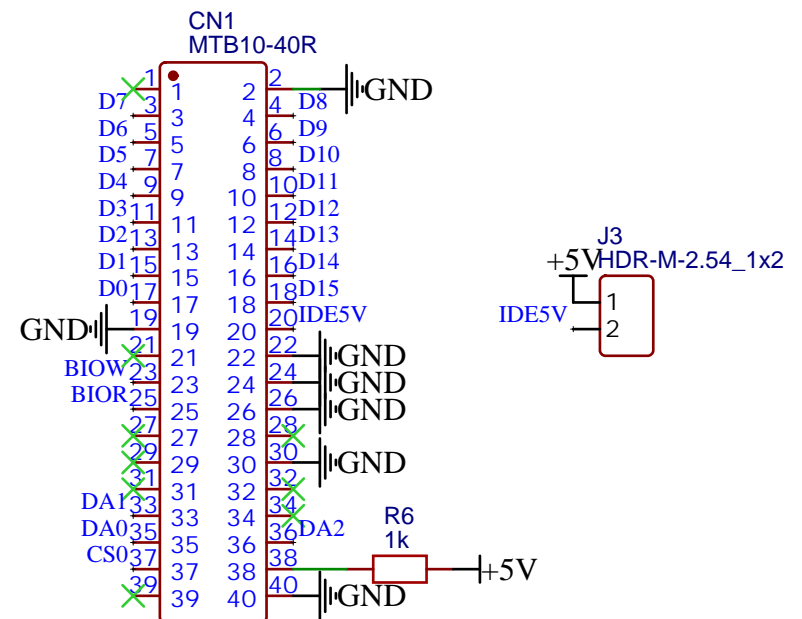 CN1
MTB10-40R
1 1 2 2 GND
D7 3 3 4 4 D8
D6 5 5 6 6 D9
D5 7 7 8 8 D10
D4 9 9 10 10 D11
D3 11 11 12 12 D12
D2 13 13 14 14 D13
D1 15 15 16 16 D14
D0 17 17 18 18 D15
GND 19 19 20 20 IDE5V
21 21 22 22 GND
BIOW 23 23 24 24 GND
BIOR 25 25 26 26 GND
27 27 28 28
29 29 30 30 GND
31 31 32 32
DA1 33 33 34 34
DA0 35 35 36 36 DA2
CS0 37 37 38 38
39 39 40 40 GND
R6
1k
+5V
J3
HDR-M-2.54_1x2
+5V
1
IDE5V 2